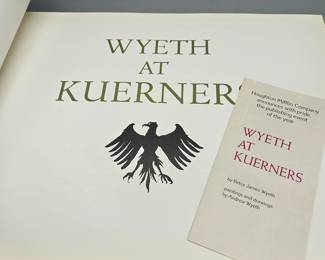 WYETH
AT
KUERNERS
Houghton Mifflin Company
announces with pride
the publishing event
of the year
WYETH
AT
KUERNERS
by Betsy James Wyeth
paintings and drawings
by Andrew Wyeth